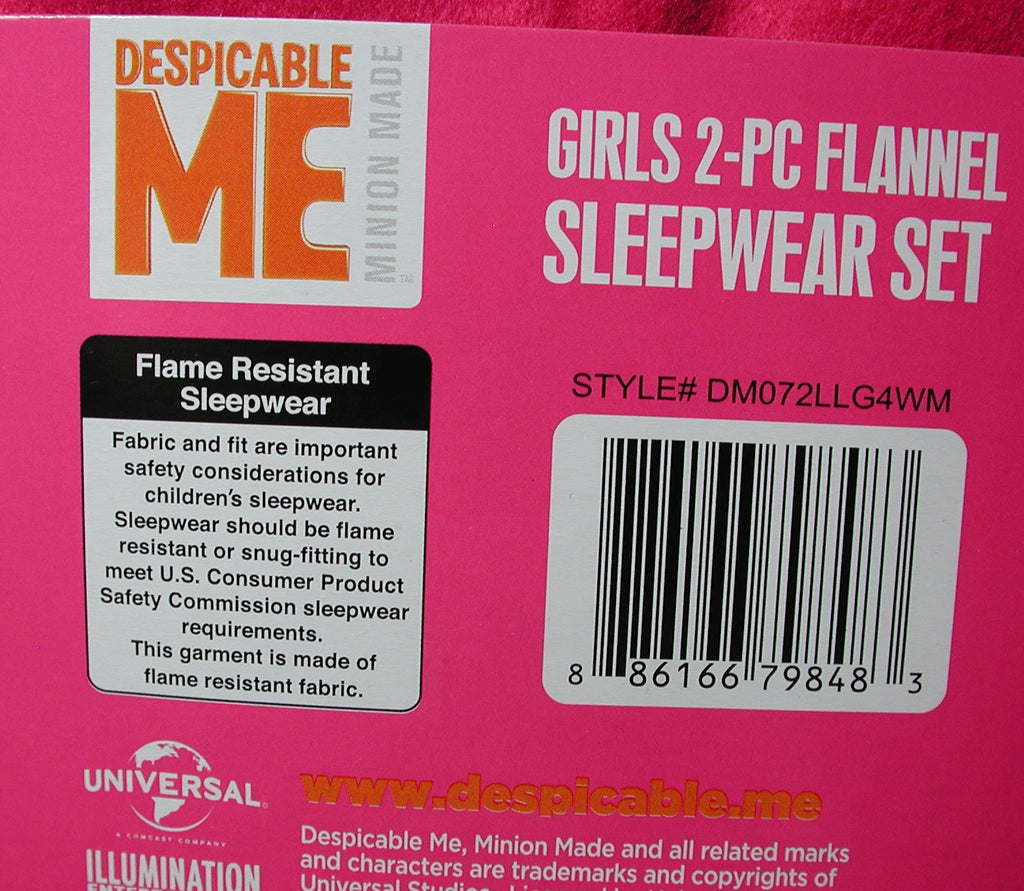 DESPICABLE
ME
MINION MADE
TM
GIRLS 2-PC FLANNEL
SLEEPWEAR SET
Flame Resistant
Sleepwear
Fabric and fit are important
safety considerations for
children's sleepwear.
Sleepwear should be flame
resistant or snug-fitting to
meet U.S. Consumer Product
Safety Commission sleepwear
requirements.
This garment is made of
flame resistant fabric.
STYLE# DM072LLG4WM
8 86166 79848 3
UNIVERSAL
A COMCAST COMPANY
ILLUMINATION
www.despicable.me
Despicable Me, Minion Made and all related marks
and characters are trademarks and copyrights of
Universal Studios.